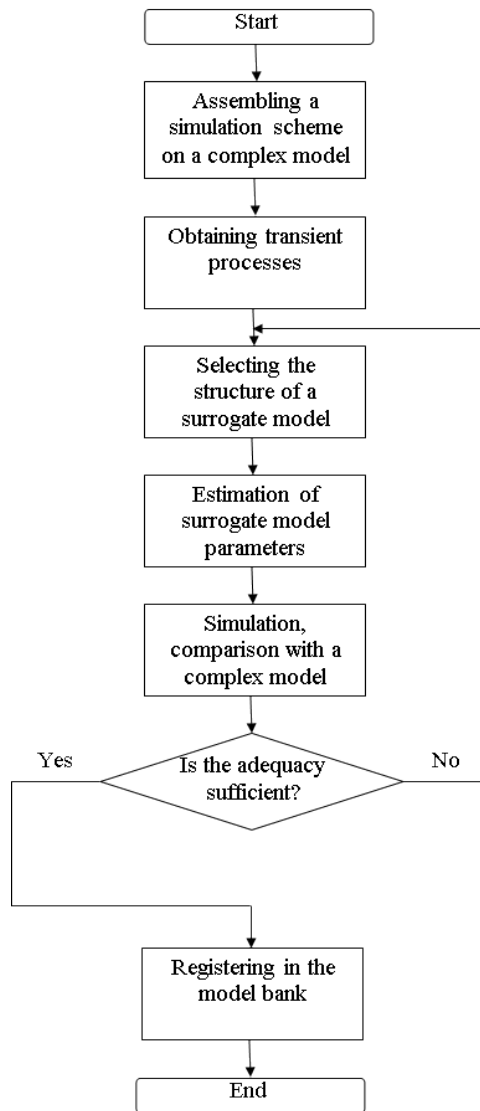 Start
Assembling a
simulation scheme
on a complex model
Obtaining transient
processes
Selecting the
structure of a
surrogate model
Estimation of
surrogate model
parameters
Simulation,
comparison with a
complex model
Yes
Is the adequacy
sufficient?
No
Registering in the
model bank
End